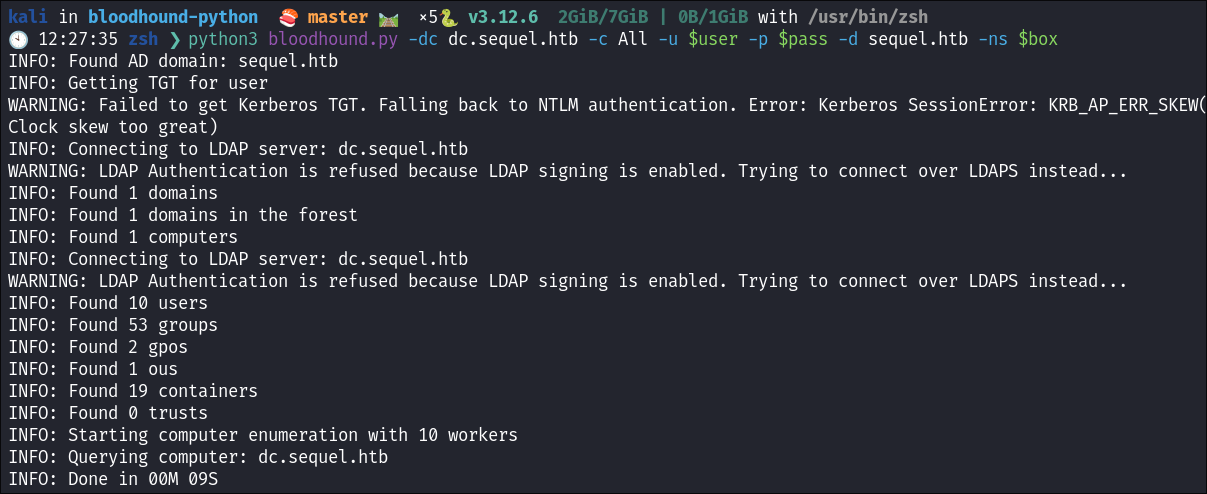 kali in bloodhound-python 🍣 master 🛤️ ×5🐍 v3.12.6 2GiB/7GiB | 0B/1GiB with /usr/bin/zsh
🕙 12:27:35 zsh ❯ python3 bloodhound.py -dc dc.sequel.htb -c All -u $user -p $pass -d sequel.htb -ns $box
INFO: Found AD domain: sequel.htb
INFO: Getting TGT for user
WARNING: Failed to get Kerberos TGT. Falling back to NTLM authentication. Error: Kerberos SessionError: KRB_AP_ERR_SKEW(
Clock skew too great)
INFO: Connecting to LDAP server: dc.sequel.htb
WARNING: LDAP Authentication is refused because LDAP signing is enabled. Trying to connect over LDAPS instead...
INFO: Found 1 domains
INFO: Found 1 domains in the forest
INFO: Found 1 computers
INFO: Connecting to LDAP server: dc.sequel.htb
WARNING: LDAP Authentication is refused because LDAP signing is enabled. Trying to connect over LDAPS instead...
INFO: Found 10 users
INFO: Found 53 groups
INFO: Found 2 gpos
INFO: Found 1 ous
INFO: Found 19 containers
INFO: Found 0 trusts
INFO: Starting computer enumeration with 10 workers
INFO: Querying computer: dc.sequel.htb
INFO: Done in 00M 09S